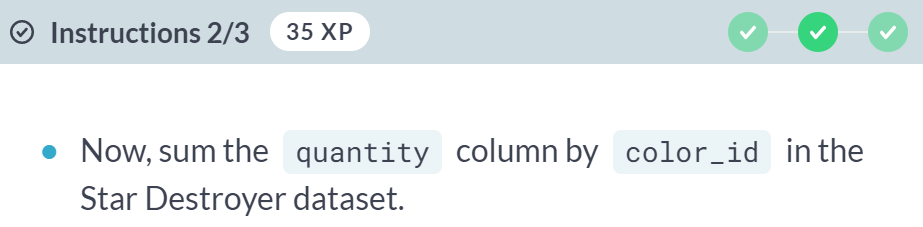 Instructions 2/3 35 XP
Now, sum the quantity column by color_id in the
Star Destroyer dataset.